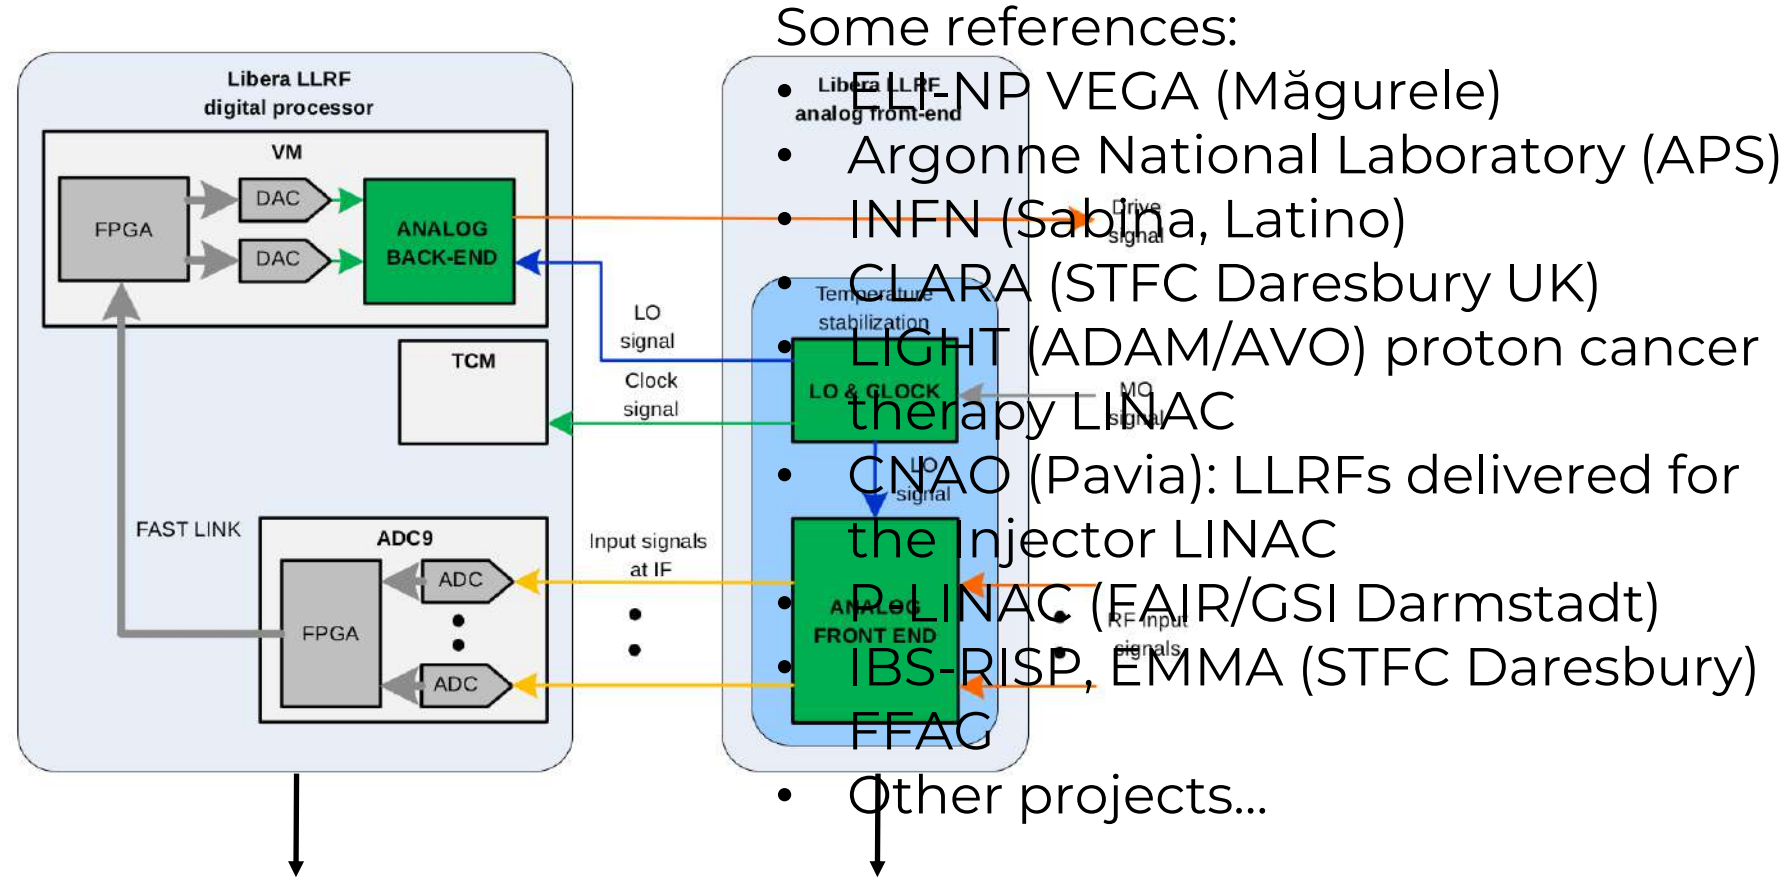 Some references:
• ELI-NP VEGA (Măgurele)
• Argonne National Laboratory (APS)
• INFN (Sabina, Latino)
• CLARA (STFC Daresbury UK)
• LIGHT (ADAM/AVO) proton cancer
therapy LINAC
• CNAO (Pavia): LLRFs delivered for
the Injector LINAC
• P-LINAC (FAIR/GSI Darmstadt)
• IBS-RISP, EMMA (STFC Daresbury)
FFAG
• Other projects...
Libera LLRF
digital processor
VM
FPGA
DAC
DAC
ANALOG
BACK-END
TCM
FAST LINK
ADC9
FPGA
ADC
ADC
LO
signal
Clock
signal
Input signals
at IF
Libera LLRF
analog front-end
Temperature
stabilization
LO & CLOCK
LO
signal
ANALOG
FRONT END
Drive
signal
MO
signal
RF input
signals